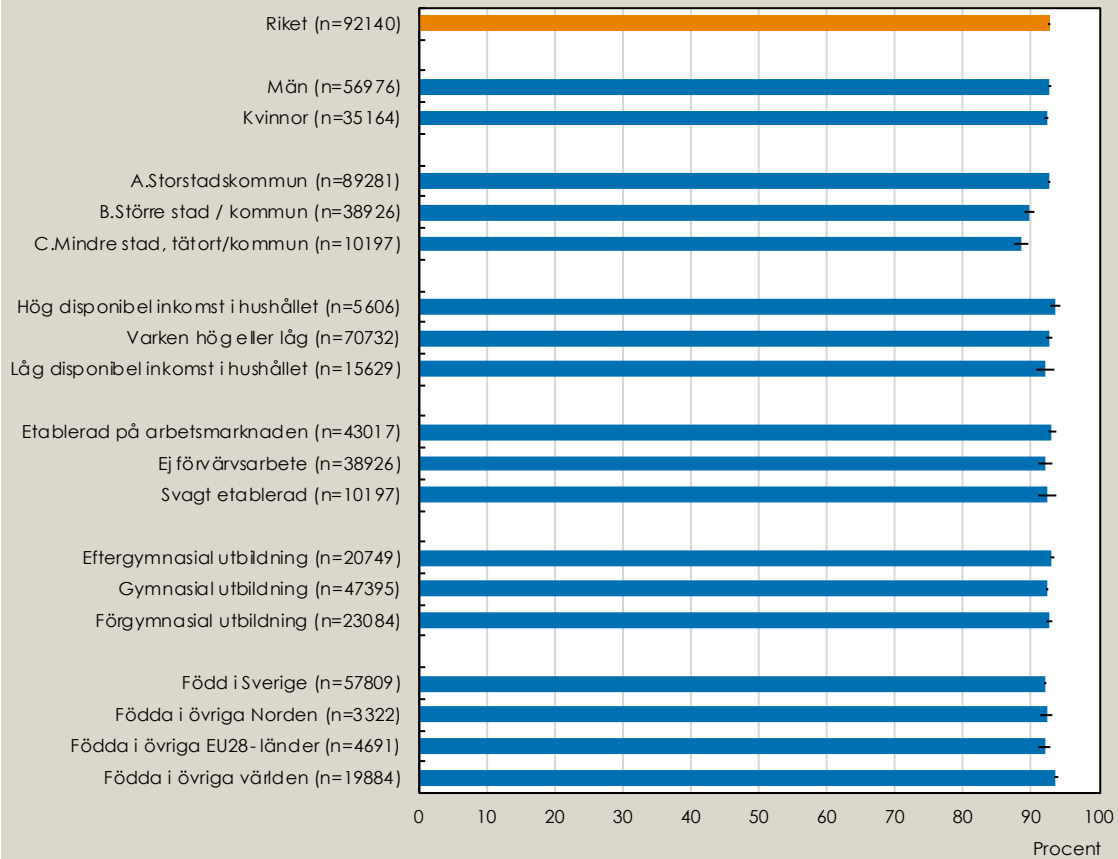 Riket (n=92140)
Män (n=56976)
Kvinnor (n=35164)
A.Storstadskommun (n=89281)
B.Större stad / kommun (n=38926)
C.Mindre stad, tätort/kommun (n=10197)
Hög disponibel inkomst i hushållet (n=5606)
Varken hög eller låg (n=70732)
Låg disponibel inkomst i hushållet (n=15629)
Etablerad på arbetsmarknaden (n=43017)
Ej förvärvsarbete (n=38926)
Svagt etablerad (n=10197)
Eftergymnasial utbildning (n=20749)
Gymnasial utbildning (n=47395)
Förgymnasial utbildning (n=23084)
Född i Sverige (n=57809)
Födda i övriga Norden (n=3322)
Födda i övriga EU28-länder (n=4691)
Födda i övriga världen (n=19884)
0 10 20 30 40 50 60 70 80 90 100
Procent